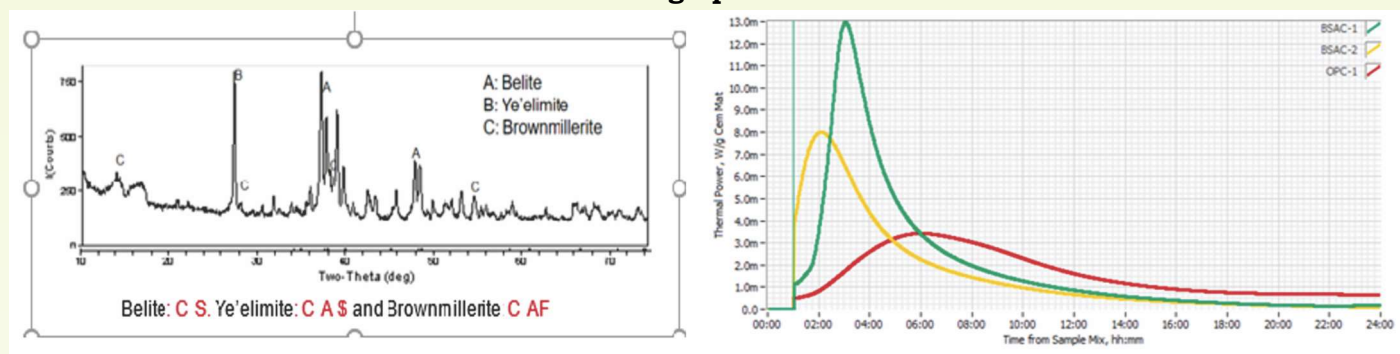 A: Belite
B: Ye'elimite
C: Brownmillerite
B
A
C
C
C
A
C
I(Counts)
750
500
250
0
10 20 30 40 50 60 70
Two-Theta (deg)
Belite: C S. Ye'elimite: C A $ and Brownmillerite C AF
13.0m
12.0m
11.0m
10.0m
9.0m
8.0m
7.0m
6.0m
5.0m
4.0m
3.0m
2.0m
1.0m
0.0
Thermal Power, W/g Cem Mat
BSAC-1
BSAC-2
OPC-1
00:00 02:00 04:00 06:00 08:00 10:00 12:00 14:00 16:00 18:00 20:00 22:00 24:00
Time from Sample Mix, hh:mm